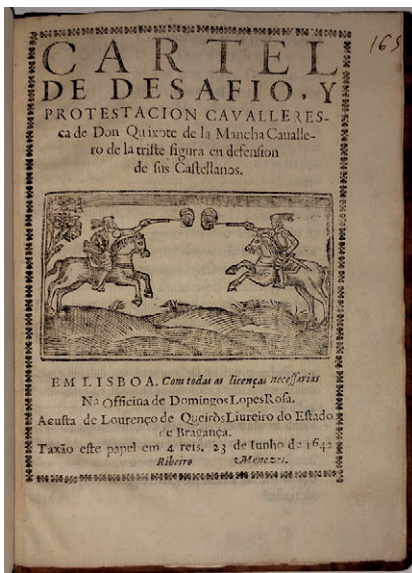 165
CARTEL
DE DESAFIO, Y
PROTESTACION CAVALLERES-
ca de Don Quixote de la Mancha Cavalle-
ro de la triste figura en defension
de sus Castellanos.
EM LISBOA. Com todas as licenças necessarias
Na Officina de Domingos Lopes Rosa.
Acusta de Lourenço de Queiròs Liureiro do Estado
de Bragança.
Taxão este papel em 4 reis. 23 de Iunho de 1642
Ribeiro Menezes.